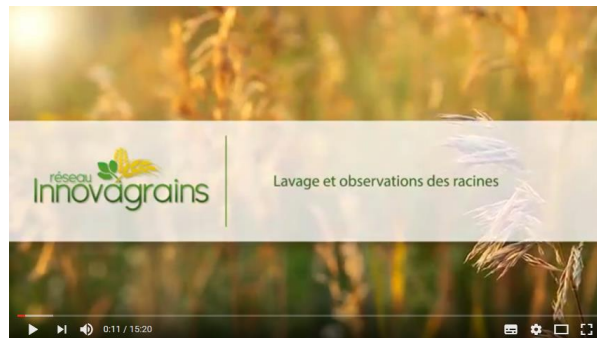 réseau
Innovagrains
Lavage et observations des racines
0:11 / 15:20